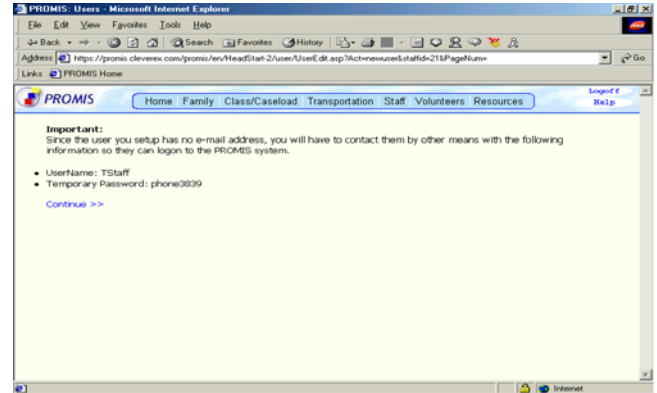 PROMIS: Users - Microsoft Internet Explorer
File Edit View Favorites Tools Help
Back Search Favorites History
Address https://promis.cleverex.com/promis/en/HeadStart-2/user/UserEdit.asp?Act=newuser&staffid=21&PageNum= Go
Links PROMIS Home
PROMIS Home Family Class/Caseload Transportation Staff Volunteers Resources Logoff
Help
Important:
Since the user you setup has no e-mail address, you will have to contact them by other means with the following
information so they can logon to the PROMIS system.
• UserName: TStaff
• Temporary Password: phone3839
Continue >>
Internet